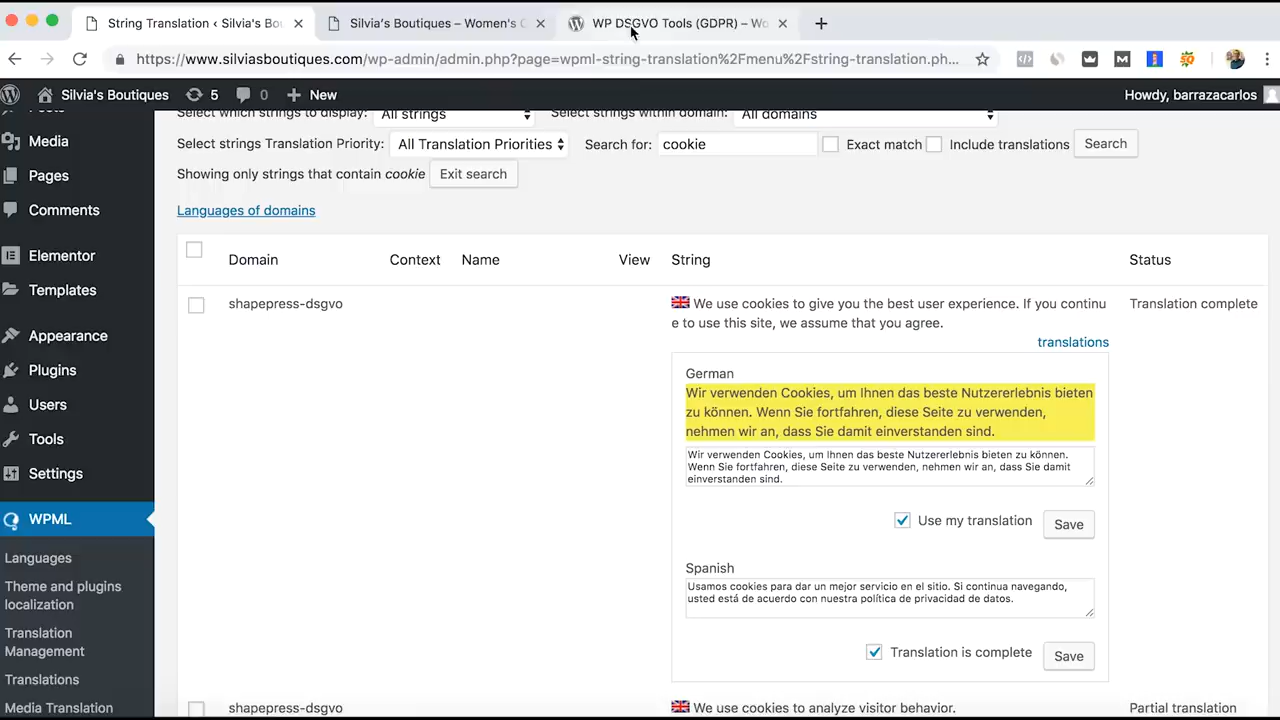 String Translation ‹ Silvia's Bou
Silvia's Boutiques – Women's C
WP DSGVO Tools (GDPR) – Wo
https://www.silviasboutiques.com/wp-admin/admin.php?page=wpml-string-translation%2Fmenu%2Fstring-translation.ph...
Silvia's Boutiques
5
0
New
Howdy, barrazacarlos
Posts
Media
Pages
Comments
Elementor
Templates
Appearance
Plugins
Users
Tools
Settings
WPML
Languages
Theme and plugins
localization
Translation
Management
Translations
Media Translation
Select which strings to display: All strings Select strings within domain: All domains
Select strings Translation Priority: All Translation Priorities Search for: cookie Exact match Include translations Search
Showing only strings that contain cookie Exit search
Languages of domains
Domain Context Name View String Status
shapepress-dsgvo
We use cookies to give you the best user experience. If you continu
e to use this site, we assume that you agree.
Translation complete
translations
German
Wir verwenden Cookies, um Ihnen das beste Nutzererlebnis bieten
zu können. Wenn Sie fortfahren, diese Seite zu verwenden,
nehmen wir an, dass Sie damit einverstanden sind.
Wir verwenden Cookies, um Ihnen das beste Nutzererlebnis bieten zu können.
Wenn Sie fortfahren, diese Seite zu verwenden, nehmen wir an, dass Sie damit
einverstanden sind.
Use my translation Save
Spanish
Usamos cookies para dar un mejor servicio en el sitio. Si continua navegando,
usted está de acuerdo con nuestra política de privacidad de datos.
Translation is complete Save
shapepress-dsgvo
We use cookies to analyze visitor behavior.
Partial translation